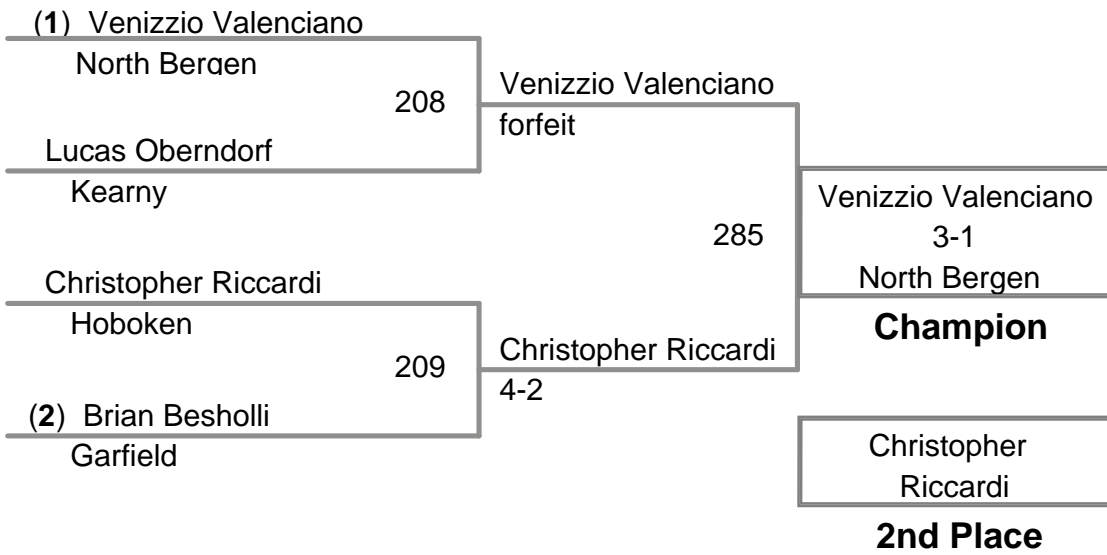 (1) Venizzio Valenciano
North Bergen
208
Lucas Oberndorf
Kearny
Venizzio Valenciano
forfeit
Christopher Riccardi
Hoboken
209
(2) Brian Besholli
Garfield
Christopher Riccardi
4-2
285
Venizzio Valenciano
3-1
North Bergen
Champion
Christopher
Riccardi
2nd Place